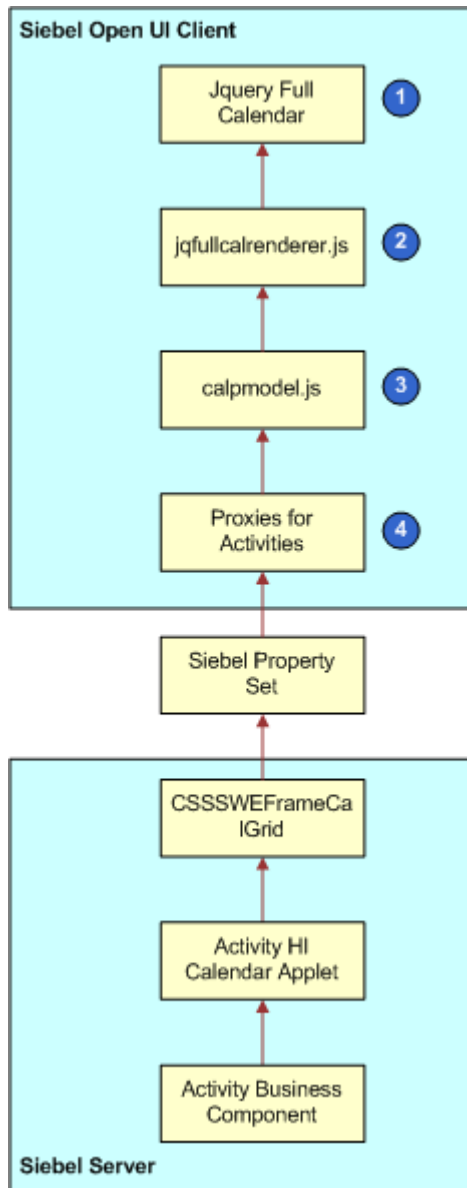 Siebel Open UI Client
Jquery Full
Calendar
1
jqfullcalrenderer.js
2
calpmodel.js
3
Proxies for
Activities
4
Siebel Property
Set
CSSSWEFrameCa
lGrid
Activity HI
Calendar Applet
Activity Business
Component
Siebel Server